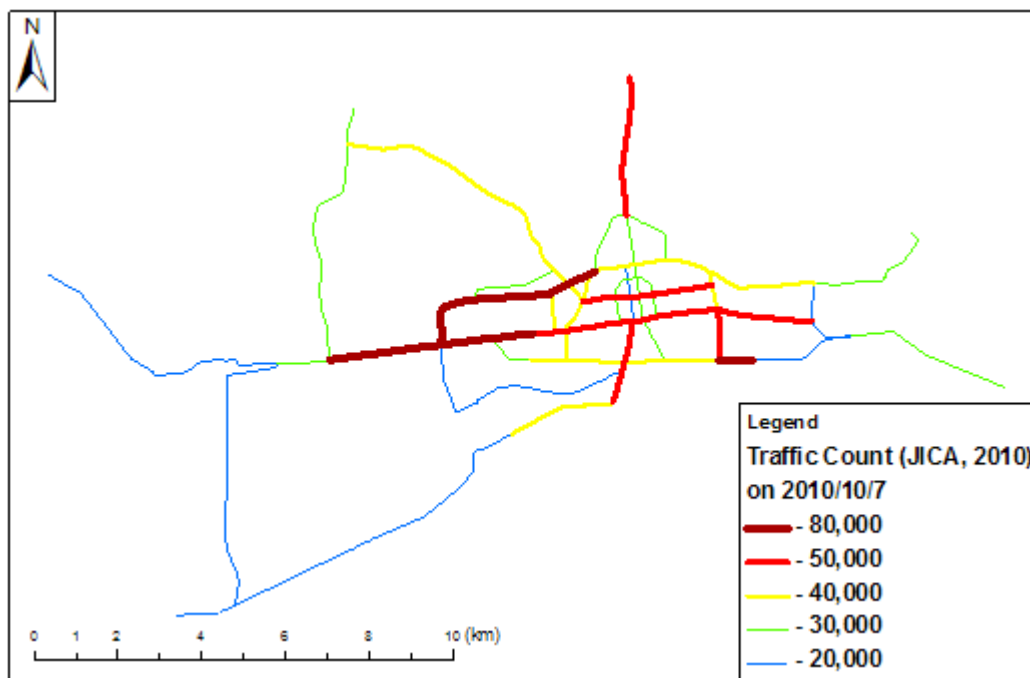 N
Legend
Traffic Count (JICA, 2010)
on 2010/10/7
- 80,000
- 50,000
- 40,000
- 30,000
- 20,000
0 1 2 4 6 8 10 (km)